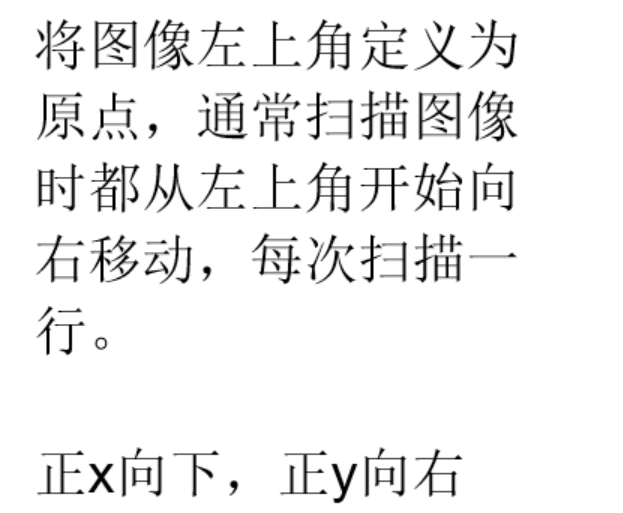 将图像左上角定义为
原点，通常扫描图像
时都从左上角开始向
右移动，每次扫描一
行。
正x向下，正y向右